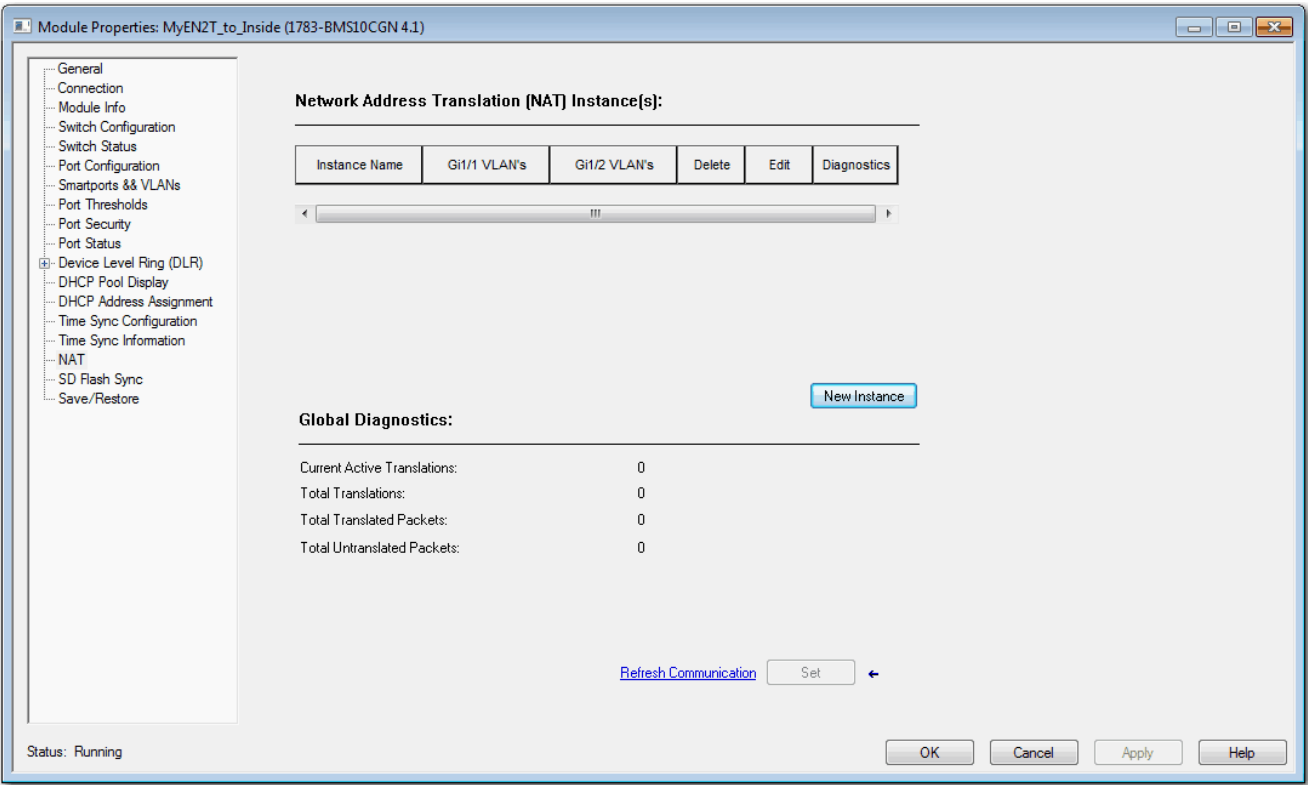 Module Properties: MyEN2T_to_Inside (1783-BMS10CGN 4.1)
General
Connection
Module Info
Switch Configuration
Switch Status
Port Configuration
Smartports && VLANs
Port Thresholds
Port Security
Port Status
Device Level Ring (DLR)
DHCP Pool Display
DHCP Address Assignment
Time Sync Configuration
Time Sync Information
NAT
SD Flash Sync
Save/Restore
Network Address Translation (NAT) Instance(s):
Instance Name Gi1/1 VLAN's Gi1/2 VLAN's Delete Edit Diagnostics
New Instance
Global Diagnostics:
Current Active Translations: 0
Total Translations: 0
Total Translated Packets: 0
Total Untranslated Packets: 0
Refresh Communication Set
Status: Running
OK Cancel Apply Help